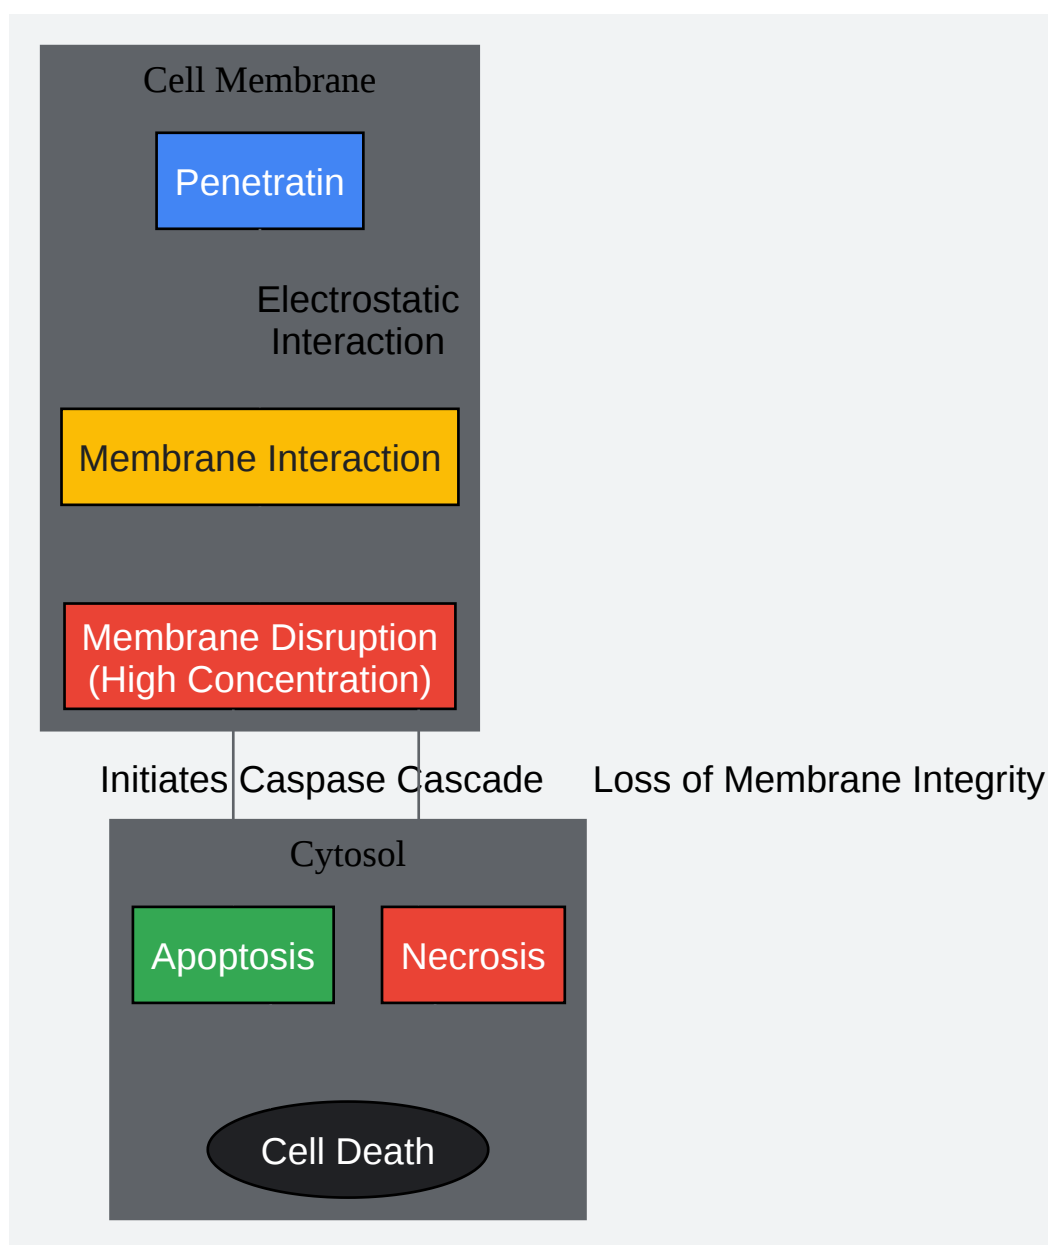 Cell Membrane
Penetratin
Electrostatic
Interaction
Membrane Interaction
Membrane Disruption
(High Concentration)
Initiates Caspase Cascade
Loss of Membrane Integrity
Cytosol
Apoptosis
Necrosis
Cell Death